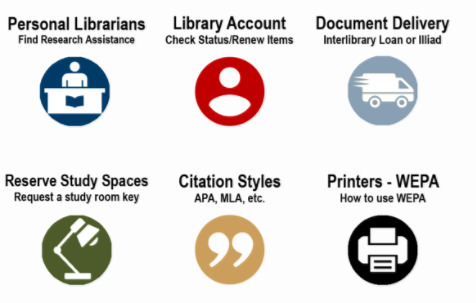 Personal Librarians
Find Research Assistance
Library Account
Check Status/Renew Items
Document Delivery
Interlibrary Loan or Illiad
Reserve Study Spaces
Request a study room key
Citation Styles
APA, MLA, etc.
Printers - WEPA
How to use WEPA